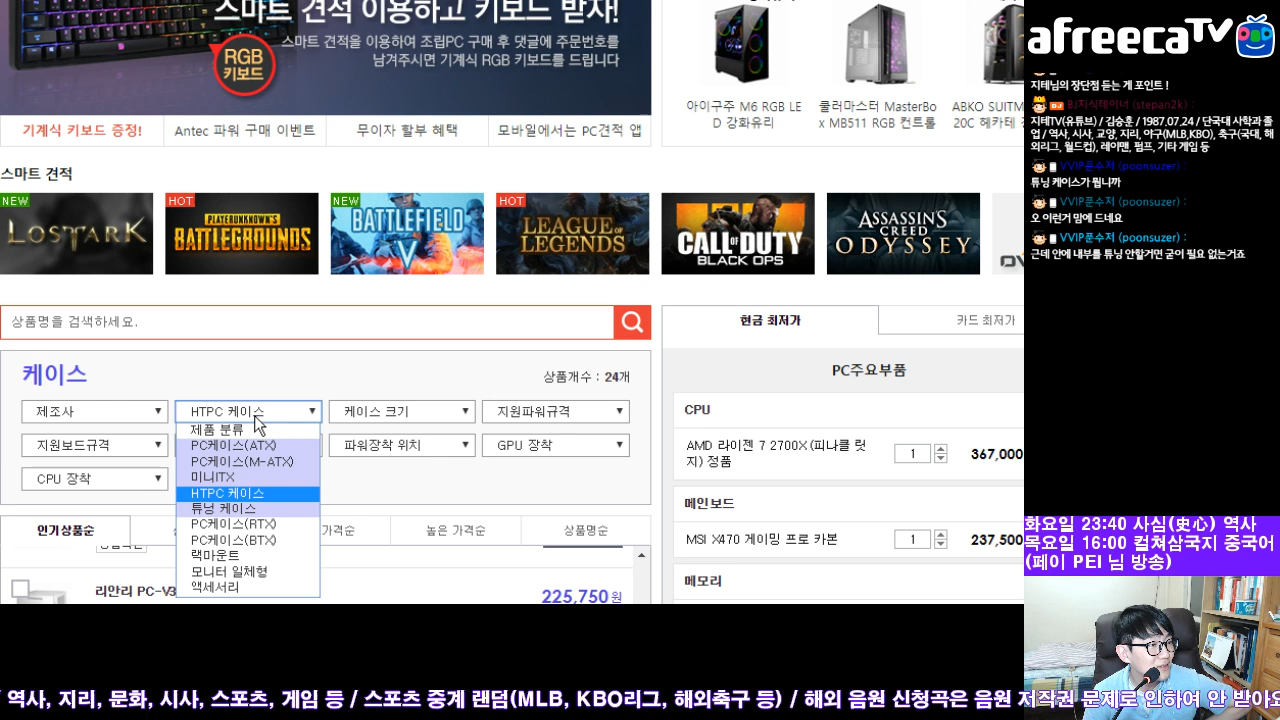 스마트 견적 이용하고 키보드 받자!
스마트 견적을 이용하여 조립PC 구매 후 댓글에 주문번호를
남겨주시면 기계식 RGB 키보드를 드립니다
RGB
키보드
기계식 키보드 증정!
Antec 파워 구매 이벤트
무이자 할부 혜택
모바일에서는 PC견적 앱
아이구주 M6 RGB LE
D 강화유리
쿨러마스터 MasterBo
x MB511 RGB 컨트롤
ABKO SUITM
20C 헤카테
스마트 견적
NEW
LOSTARK
HOT
PLAYERUNKNOWN'S
BATTLEGROUNDS
NEW
BATTLEFIELD
V
HOT
LEAGUE
OF
LEGENDS
CALL OF DUTY
BLACK OPS
ASSASSIN'S
CREED
ODYSSEY
OV
상품명을 검색하세요.
케이스
상품개수 : 24개
제조사
HTPC 케이스
케이스 크기
지원파워규격
지원보드규격
파워장착 위치
GPU 장착
CPU 장착
제품 분류
PC케이스(ATX)
PC케이스(M-ATX)
미니ITX
HTPC 케이스
튜닝 케이스
PC케이스(RTX)
PC케이스(BTX)
랙마운트
모니터 일체형
액세서리
인기상품순
가격순
높은 가격순
상품명순
리안리 PC-V3
225,750 원
현금 최저가
카드 최저가
PC주요부품
CPU
AMD 라이젠 7 2700X (피나클 릿
지) 정품
1
367,000
메인보드
MSI X470 게이밍 프로 카본
1
237,500
메모리
afreecaTV
지테님의 장단점 듣는 게 포인트 !
BJ BJ지식테이너 (stepan2k) :
지테TV(유튜브) / 김승훈 / 1987.07.24 / 단국대 사학과 졸
업 / 역사, 시사, 교양, 지리, 야구(MLB,KBO), 축구(국대, 해
외리그, 월드컵), 레이맨, 펌프, 기타 게임 등
VVIP푼수저 (poonsuzer) :
튜닝 케이스가 뭡니까
VVIP푼수저 (poonsuzer) :
오 이런거 맘에 드네요
VVIP푼수저 (poonsuzer) :
근데 안에 내부를 튜닝 안할거면 굳이 필요 없는거죠
화요일 23:40 사심(史心) 역사
목요일 16:00 컬쳐삼국지 중국어
(페이 PEI 님 방송)
역사, 지리, 문화, 시사, 스포츠, 게임 등 / 스포츠 중계 랜덤(MLB, KBO리그, 해외축구 등) / 해외 음원 신청곡은 음원 저작권 문제로 인하여 안 받아요